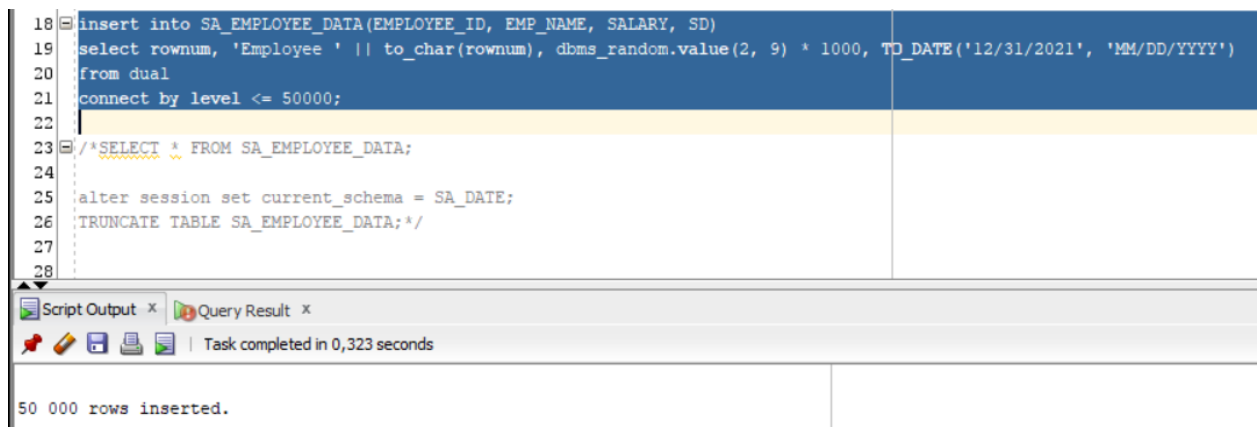 18 insert into SA_EMPLOYEE_DATA(EMPLOYEE_ID, EMP_NAME, SALARY, SD)
19 select rownum, 'Employee ' || to_char(rownum), dbms_random.value(2, 9) * 1000, TO_DATE('12/31/2021', 'MM/DD/YYYY')
20 from dual
21 connect by level <= 50000;
22
23 /*SELECT * FROM SA_EMPLOYEE_DATA;
24
25 alter session set current_schema = SA_DATE;
26 TRUNCATE TABLE SA_EMPLOYEE_DATA;*/
27
28
Script Output x Query Result x
Task completed in 0,323 seconds
50 000 rows inserted.